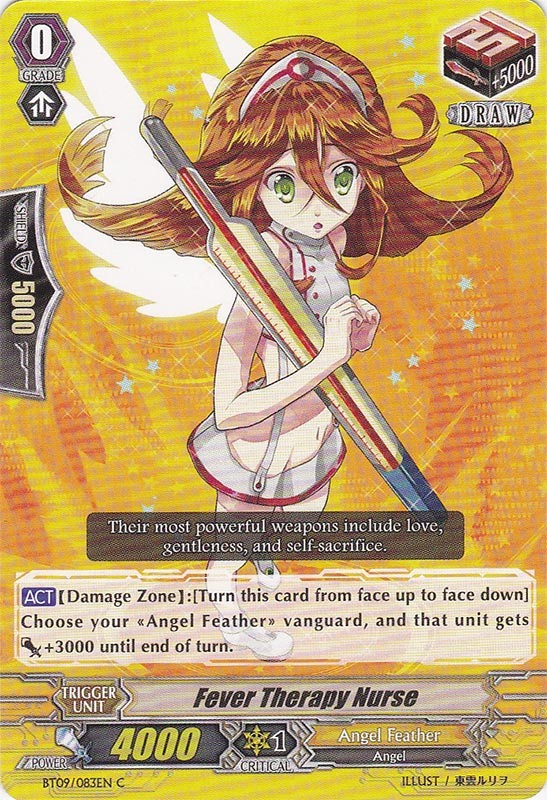 0
GRADE
+5000
DRAW
SHIELD
5000
Their most powerful weapons include love,
gentleness, and self-sacrifice.
ACT【Damage Zone】:[Turn this card from face up to face down]
Choose your «Angel Feather» vanguard, and that unit gets
+3000 until end of turn.
TRIGGER
UNIT
Fever Therapy Nurse
POWER
4000
1
CRITICAL
Angel Feather
Angel
BT09/083EN C
ILLUST / 東雲ルリヲ